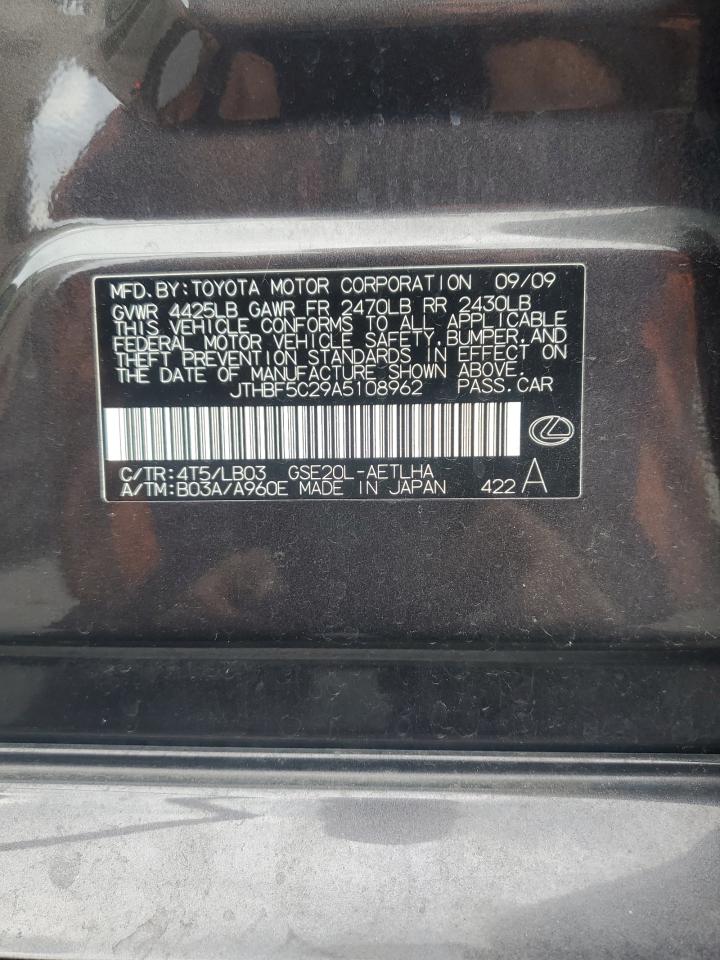 MFD.BY:TOYOTA MOTOR CORPORATION 09/09
GVWR 4425LB GAWR FR 2470LB RR 2430LB
THIS VEHICLE CONFORMS TO ALL APPLICABLE
FEDERAL MOTOR VEHICLE SAFETY,BUMPER,AND
THEFT PREVENTION STANDARDS IN EFFECT ON
THE DATE OF MANUFACTURE SHOWN ABOVE.
JTHBF5C29A5108962 PASS.CAR
C/TR:4T5/LB03 GSE20L-AETLHA
A/TM:B03A/A960E MADE IN JAPAN 422 A